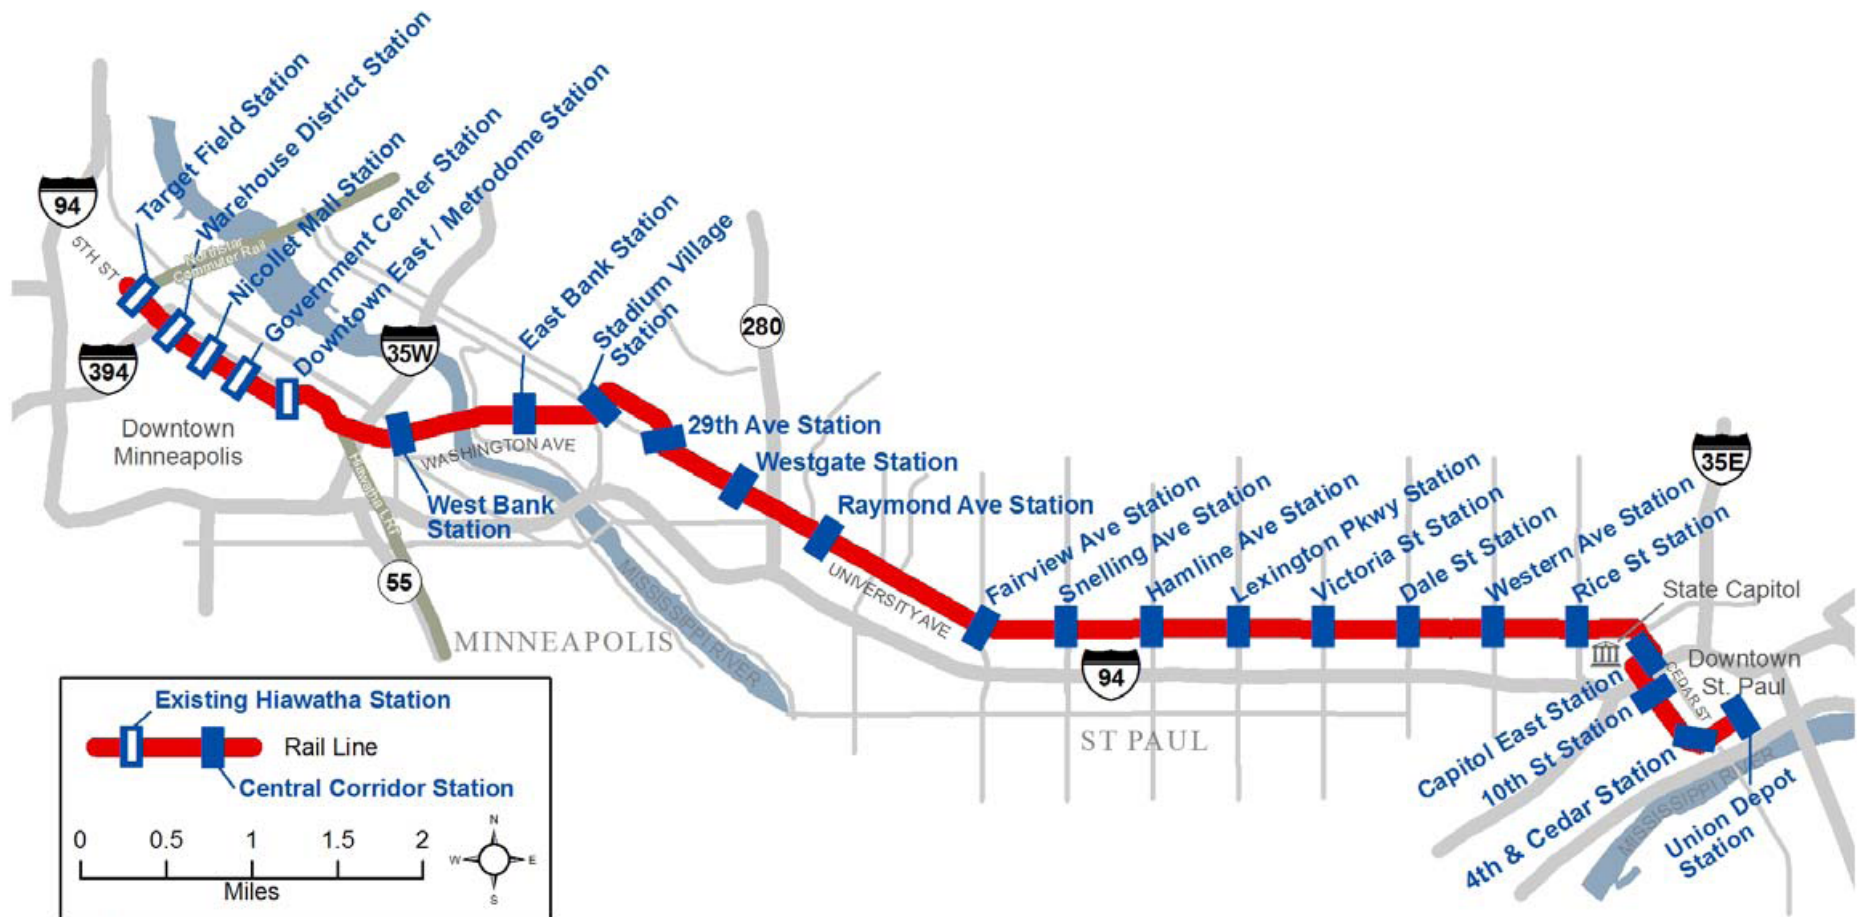 Target Field Station
Warehouse District Station
Nicollet Mall Station
Government Center Station
Downtown East / Metrodome Station
94
5TH ST
Northstar
Commuter Rail
394
35W
East Bank Station
Stadium Village
Station
280
Downtown
Minneapolis
WASHINGTON AVE
29th Ave Station
Westgate Station
West Bank
Station
Raymond Ave Station
Hiawatha LRT
55
MINNEAPOLIS
MISSISSIPPI RIVER
UNIVERSITY AVE
Fairview Ave Station
Snelling Ave Station
Hamline Ave Station
Lexington Pkwy Station
Victoria St Station
Dale St Station
Western Ave Station
Rice St Station
35E
State Capitol
94
ST PAUL
Downtown
St. Paul
CEDAR ST
Capitol East Station
10th St Station
4th & Cedar Station
MISSISSIPPI RIVER
Union Depot
Station
Existing Hiawatha Station
Rail Line
Central Corridor Station
0 0.5 1 1.5 2
Miles
N
W E
S